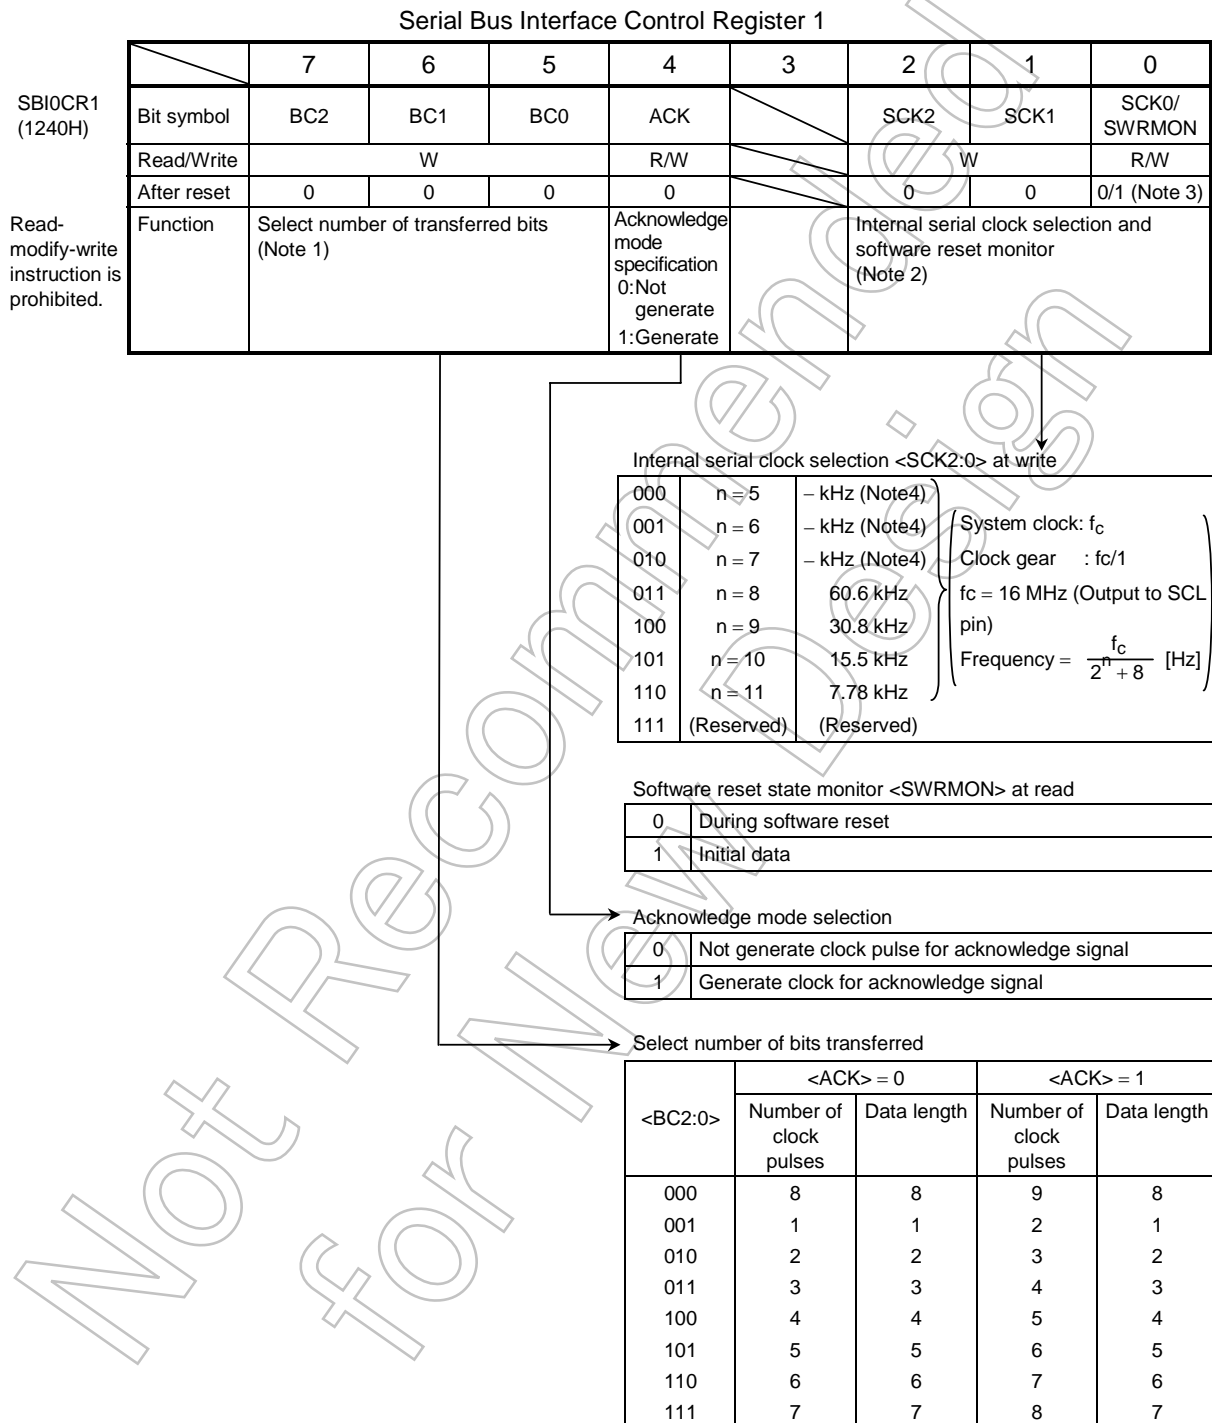 Serial Bus Interface Control Register 1
7 6 5 4 3 2 1 0
SBI0CR1
(1240H)
Bit symbol BC2 BC1 BC0 ACK SCK2 SCK1 SCK0/
SWRMON
Read/Write W R/W W R/W
After reset 0 0 0 0 0 0 0/1 (Note 3)
Read-
modify-write
instruction is
prohibited.
Function
Select number of transferred bits
(Note 1)
Acknowledge
mode
specification
0:Not
generate
1:Generate
Internal serial clock selection and
software reset monitor
(Note 2)
Internal serial clock selection <SCK2:0> at write
000 n = 5 − kHz (Note4)
001 n = 6 − kHz (Note4)
010 n = 7 − kHz (Note4)
011 n = 8 60.6 kHz
100 n = 9 30.8 kHz
101 n = 10 15.5 kHz
110 n = 11 7.78 kHz
111 (Reserved) (Reserved)
System clock: fC
Clock gear : fc/1
fc = 16 MHz (Output to SCL
pin)
Frequency = fC / 2^n + 8 [Hz]
Software reset state monitor <SWRMON> at read
0 During software reset
1 Initial data
Acknowledge mode selection
0 Not generate clock pulse for acknowledge signal
1 Generate clock for acknowledge signal
Select number of bits transferred
<BC2:0> <ACK> = 0 <ACK> = 1
Number of
clock
pulses
Data length
Number of
clock
pulses
Data length
000 8 8 9 8
001 1 1 2 1
010 2 2 3 2
011 3 3 4 3
100 4 4 5 4
101 5 5 6 5
110 6 6 7 6
111 7 7 8 7
Not Recommended
for New Design